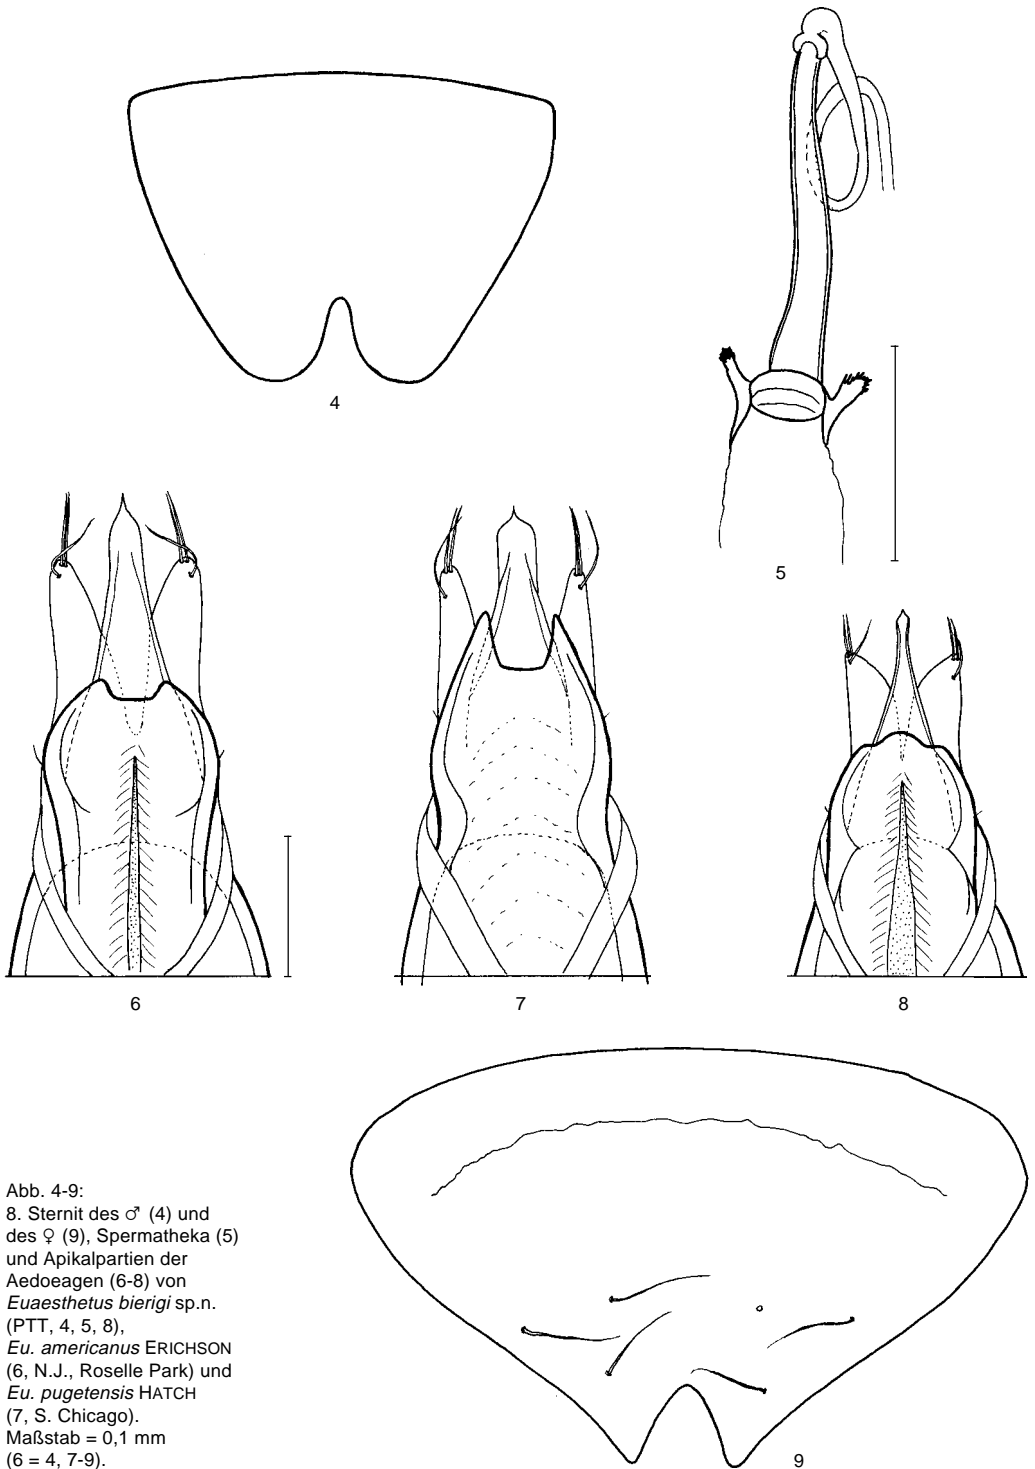 4
5
6
7
8
9
Abb. 4-9:
8. Sternit des ♂ (4) und
des ♀ (9), Spermatheka (5)
und Apikalpartien der
Aedoeagen (6-8) von
Euaesthetus bierigi sp.n.
(PTT, 4, 5, 8),
Eu. americanus ERICHSON
(6, N.J., Roselle Park) und
Eu. pugetensis HATCH
(7, S. Chicago).
Maßstab = 0,1 mm
(6 = 4, 7-9).